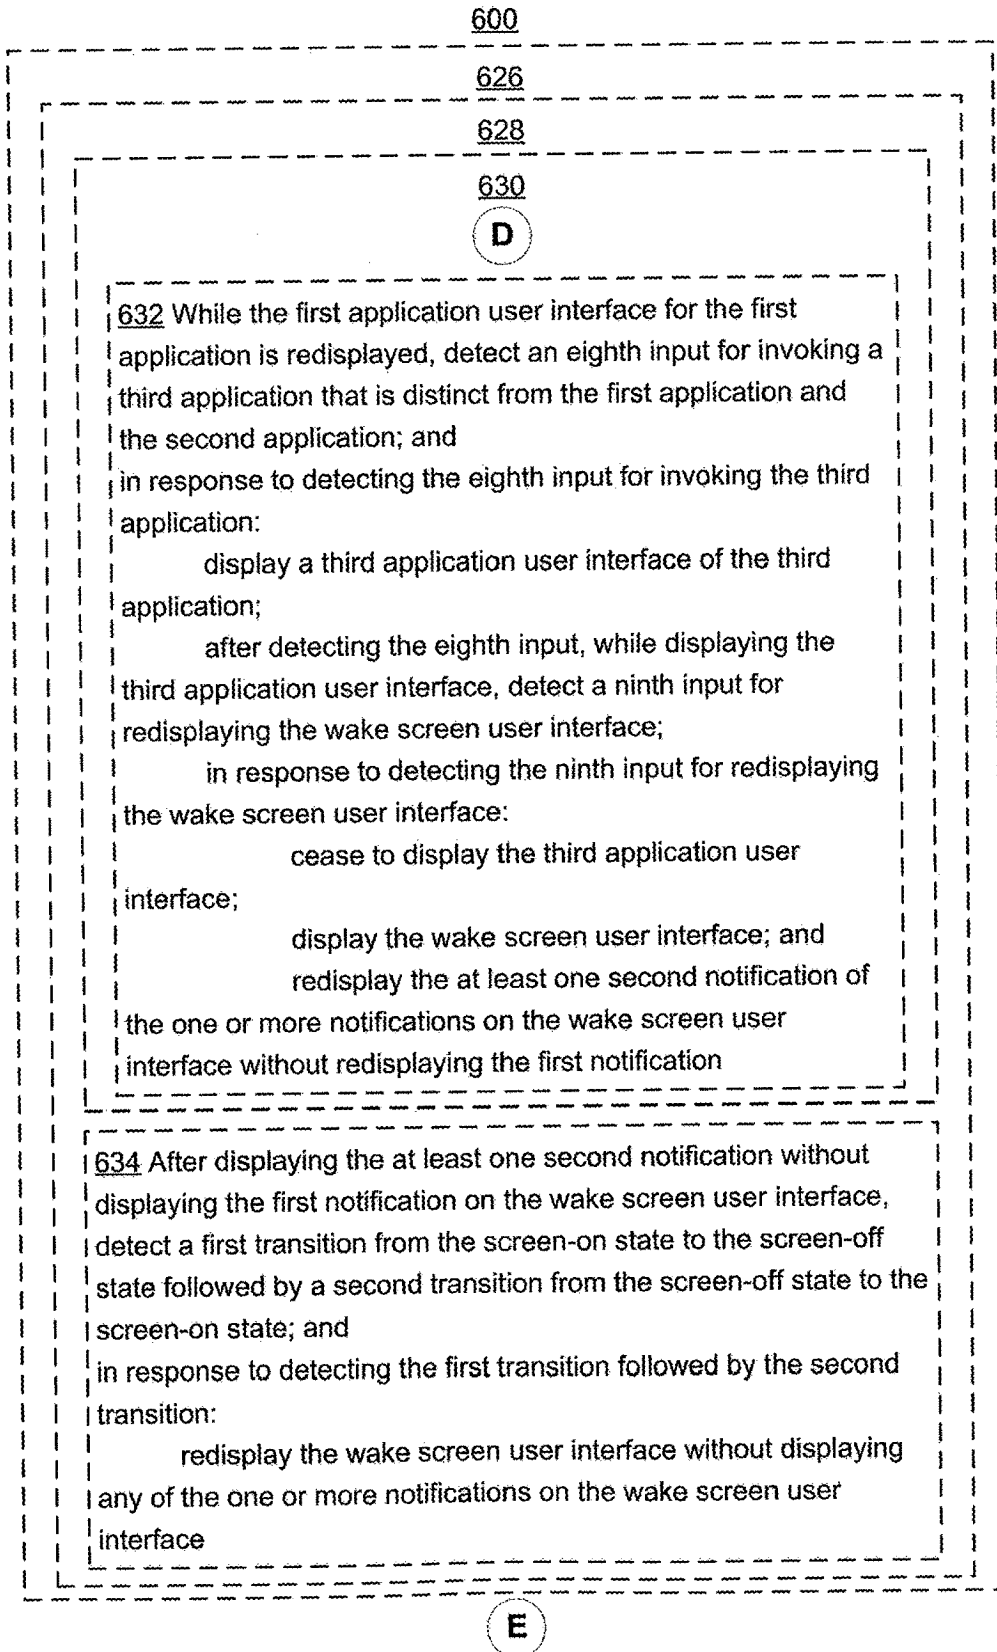 600
626
628
630
D
632 While the first application user interface for the first
application is redisplayed, detect an eighth input for invoking a
third application that is distinct from the first application and
the second application; and
in response to detecting the eighth input for invoking the third
application:
display a third application user interface of the third
application;
after detecting the eighth input, while displaying the
third application user interface, detect a ninth input for
redisplaying the wake screen user interface;
in response to detecting the ninth input for redisplaying
the wake screen user interface:
cease to display the third application user
interface;
display the wake screen user interface; and
redisplay the at least one second notification of
the one or more notifications on the wake screen user
interface without redisplaying the first notification
634 After displaying the at least one second notification without
displaying the first notification on the wake screen user interface,
detect a first transition from the screen-on state to the screen-off
state followed by a second transition from the screen-off state to the
screen-on state; and
in response to detecting the first transition followed by the second
transition:
redisplay the wake screen user interface without displaying
any of the one or more notifications on the wake screen user
interface
E